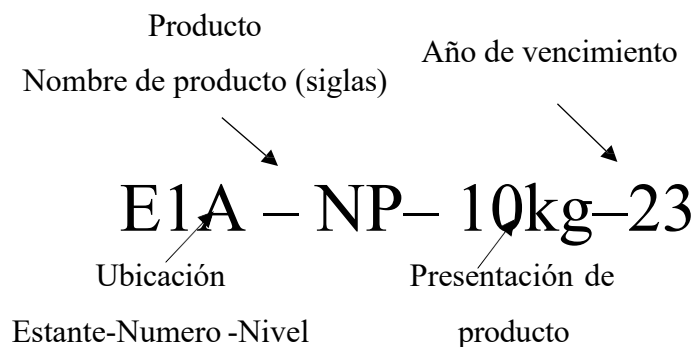 Producto
Nombre de producto (siglas)
Año de vencimiento
E1A – NP– 10kg–23
Ubicación
Estante-Numero -Nivel
Presentación de
producto